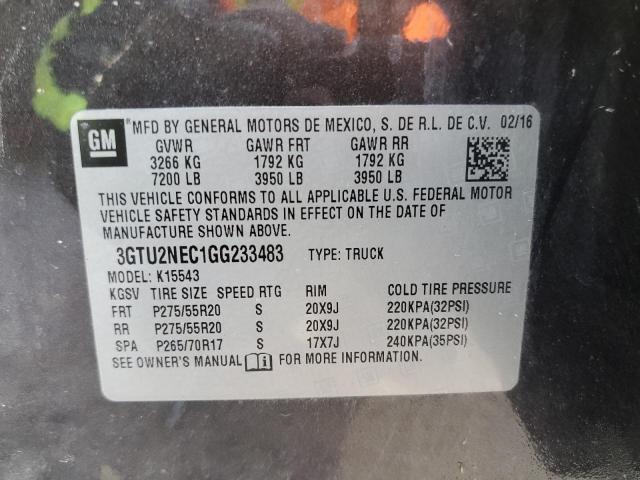 GM ®MFD BY GENERAL MOTORS DE MEXICO, S. DE R.L. DE C.V. 02/16
GVWR GAWR FRT GAWR RR
3266 KG 1792 KG 1792 KG
7200 LB 3950 LB 3950 LB
THIS VEHICLE CONFORMS TO ALL APPLICABLE U.S. FEDERAL MOTOR
VEHICLE SAFETY STANDARDS IN EFFECT ON THE DATE OF
MANUFACTURE SHOWN ABOVE.
3GTU2NEC1GG233483 TYPE: TRUCK
MODEL: K15543
KGSV TIRE SIZE SPEED RTG RIM COLD TIRE PRESSURE
FRT P275/55R20 S 20X9J 220KPA(32PSI)
RR P275/55R20 S 20X9J 220KPA(32PSI)
SPA P265/70R17 S 17X7J 240KPA(35PSI)
SEE OWNER'S MANUAL FOR MORE INFORMATION.